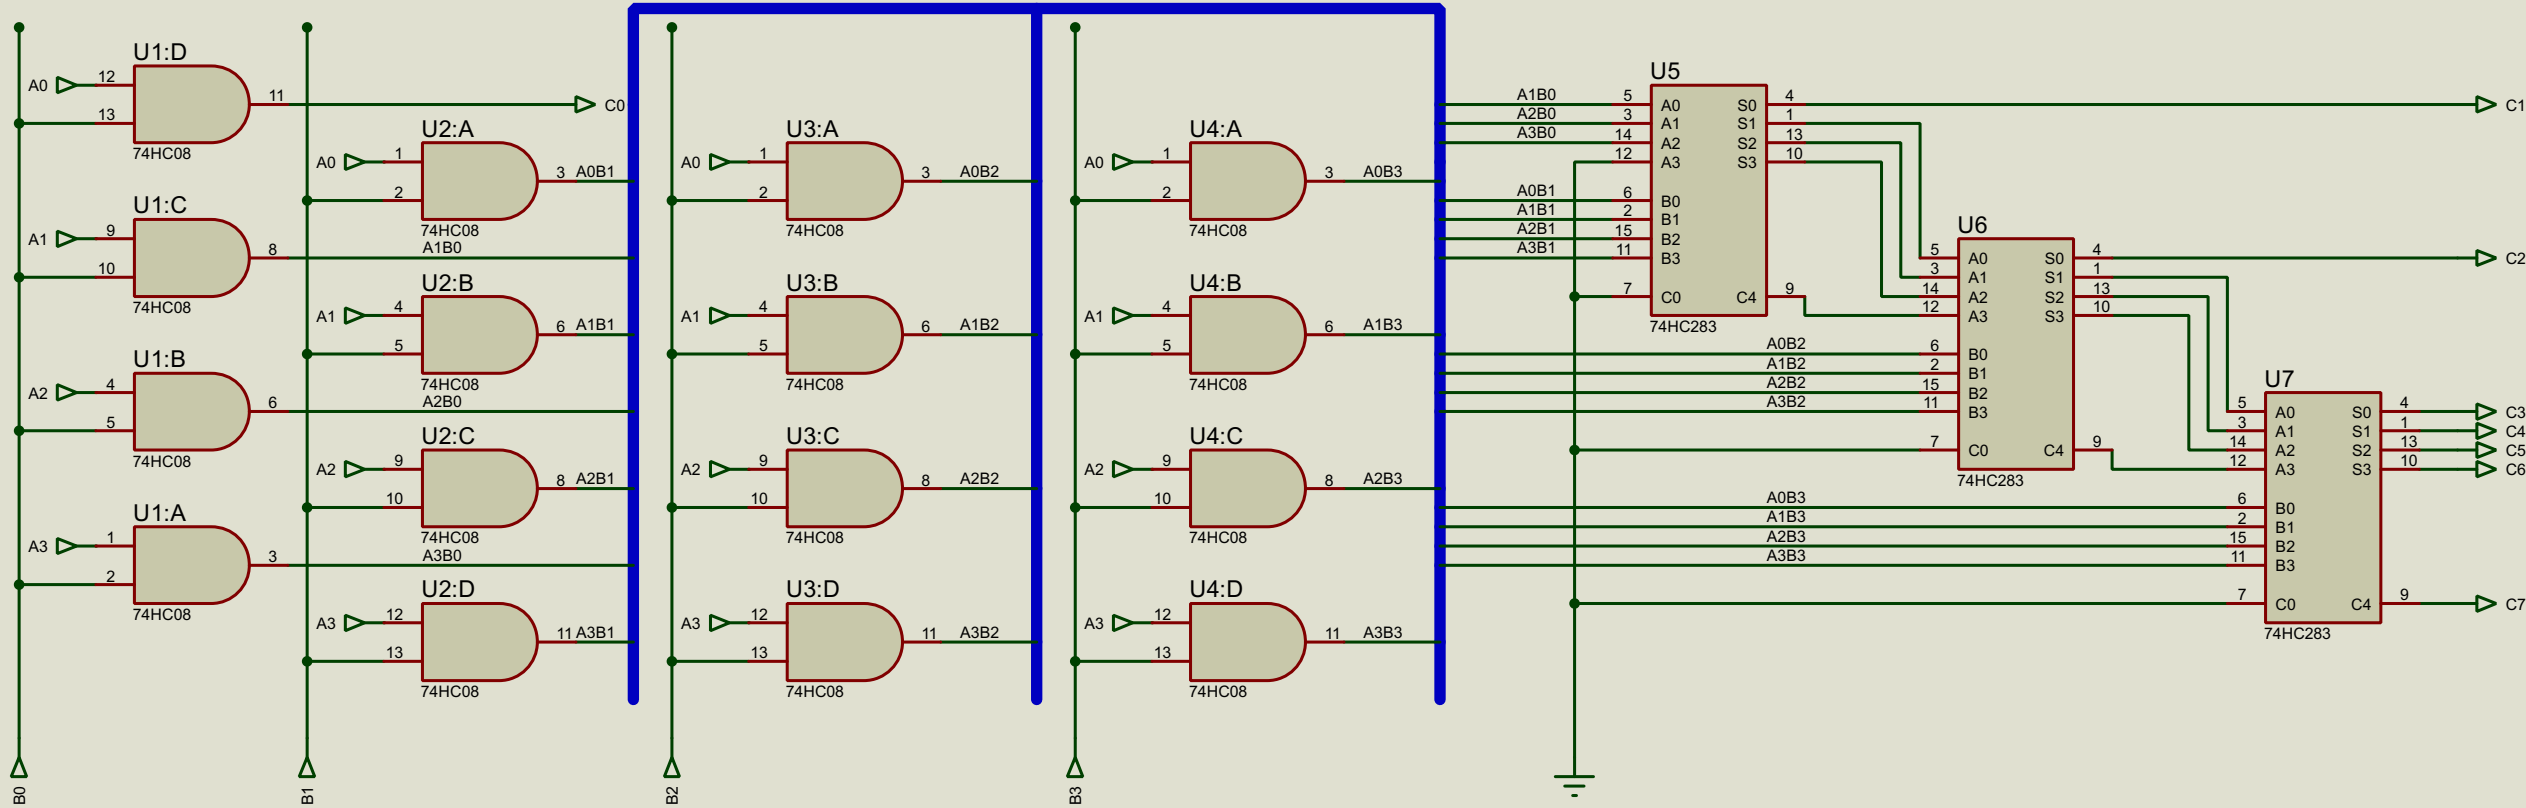 U1:D
A0
12
13
11
C0
74HC08
U1:C
A1
9
10
8
A1B0
74HC08
U1:B
A2
4
5
6
A2B0
74HC08
U1:A
A3
1
2
3
A3B0
74HC08
B0
U2:A
A0
1
2
3
A0B1
74HC08
U2:B
A1
4
5
6
A1B1
74HC08
U2:C
A2
9
10
8
A2B1
74HC08
U2:D
A3
12
13
11
A3B1
74HC08
B1
U3:A
A0
1
2
3
A0B2
74HC08
U3:B
A1
4
5
6
A1B2
74HC08
U3:C
A2
9
10
8
A2B2
74HC08
U3:D
A3
12
13
11
A3B2
74HC08
B2
U4:A
A0
1
2
3
A0B3
74HC08
U4:B
A1
4
5
6
A1B3
74HC08
U4:C
A2
9
10
8
A2B3
74HC08
U4:D
A3
12
13
11
A3B3
74HC08
B3
U5
A1B0 5 A0 S0 4 C1
A2B0 3 A1 S1 1
A3B0 14 A2 S2 13
12 A3 S3 10
A0B1 6 B0
A1B1 2 B1
A2B1 15 B2
A3B1 11 B3
7 C0 C4 9
74HC283
U6
5 A0 S0 4 C2
3 A1 S1 1
14 A2 S2 13
12 A3 S3 10
A0B2 6 B0
A1B2 2 B1
A2B2 15 B2
A3B2 11 B3
7 C0 C4 9
74HC283
U7
5 A0 S0 4 C3
3 A1 S1 1 C4
14 A2 S2 13 C5
12 A3 S3 10 C6
A0B3 6 B0
A1B3 2 B1
A2B3 15 B2
A3B3 11 B3
7 C0 C4 9 C7
74HC283